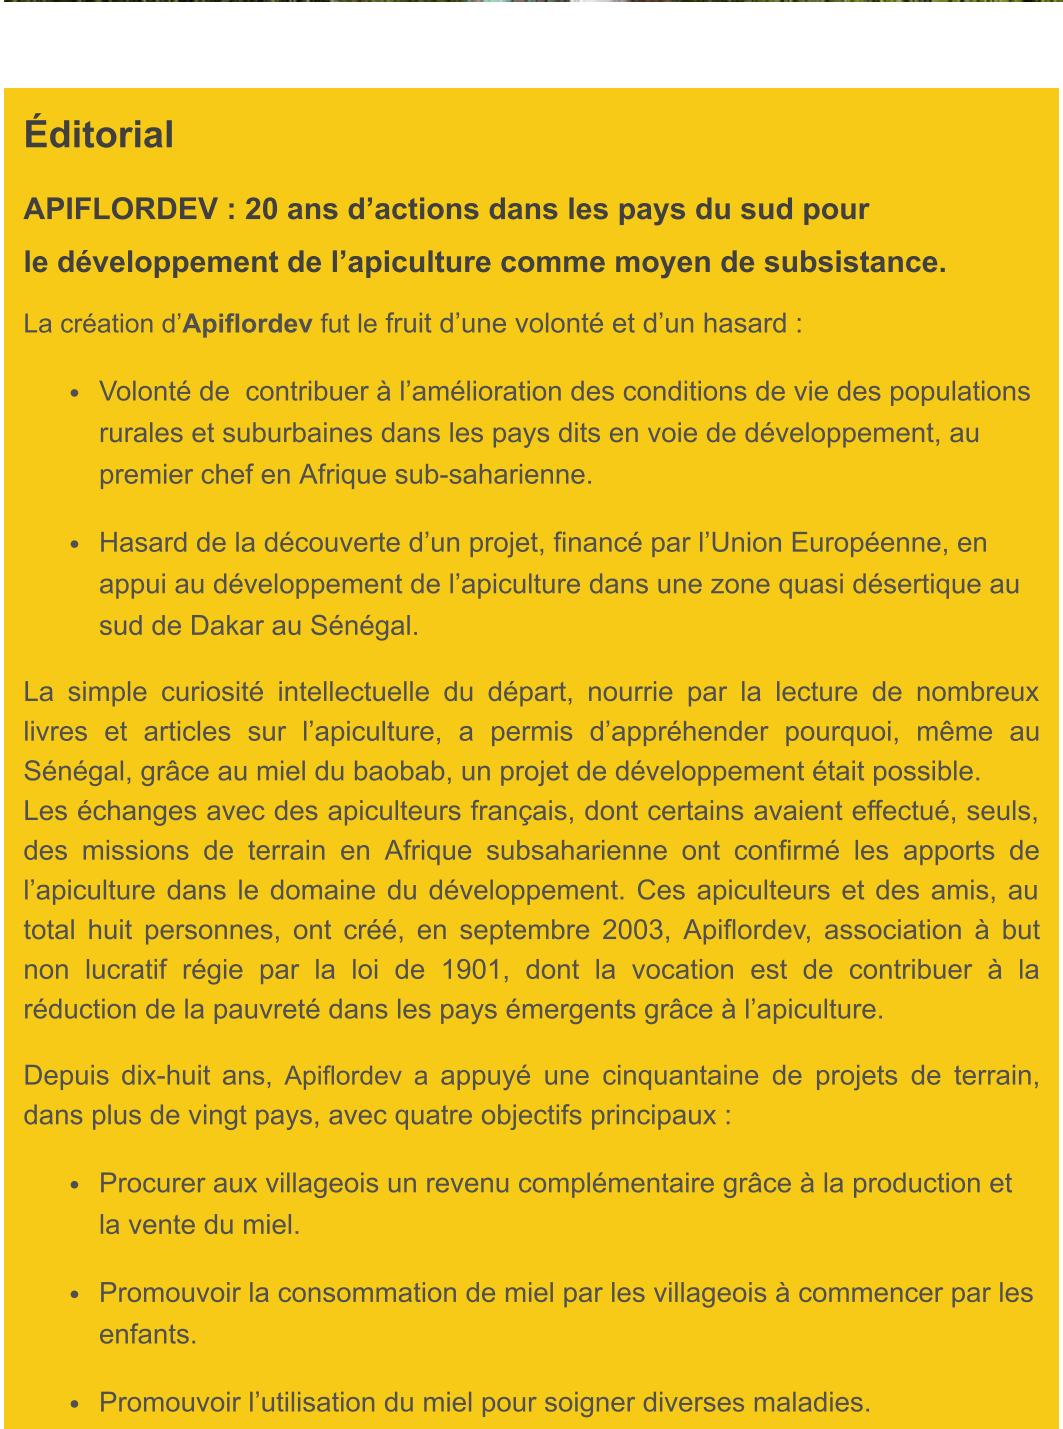 Éditorial
APIFLORDEV : 20 ans d’actions dans les pays du sud pour
le développement de l’apiculture comme moyen de subsistance.
La création d’Apiflordev fut le fruit d’une volonté et d’un hasard :
• Volonté de  contribuer à l’amélioration des conditions de vie des populations
rurales et suburbaines dans les pays dits en voie de développement, au
premier chef en Afrique sub-saharienne.
• Hasard de la découverte d’un projet, financé par l’Union Européenne, en
appui au développement de l’apiculture dans une zone quasi désertique au
sud de Dakar au Sénégal.
La simple curiosité intellectuelle du départ, nourrie par la lecture de nombreux
livres et articles sur l’apiculture, a permis d’appréhender pourquoi, même au
Sénégal, grâce au miel du baobab, un projet de développement était possible.
Les échanges avec des apiculteurs français, dont certains avaient effectué, seuls,
des missions de terrain en Afrique subsaharienne ont confirmé les apports de
l’apiculture dans le domaine du développement. Ces apiculteurs et des amis, au
total huit personnes, ont créé, en septembre 2003, Apiflordev, association à but
non lucratif régie par la loi de 1901, dont la vocation est de contribuer à la
réduction de la pauvreté dans les pays émergents grâce à l’apiculture.
Depuis dix-huit ans, Apiflordev a appuyé une cinquantaine de projets de terrain,
dans plus de vingt pays, avec quatre objectifs principaux :
• Procurer aux villageois un revenu complémentaire grâce à la production et
la vente du miel.
• Promouvoir la consommation de miel par les villageois à commencer par les
enfants.
• Promouvoir l’utilisation du miel pour soigner diverses maladies.